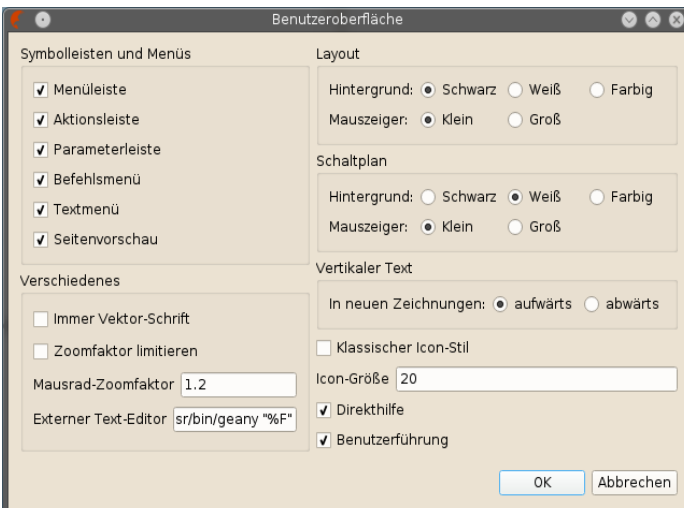 Benutzeroberfläche
Symbolleisten und Menüs
Menüleiste
Aktionsleiste
Parameterleiste
Befehlsmenü
Textmenü
Seitenvorschau
Verschiedenes
Immer Vektor-Schrift
Zoomfaktor limitieren
Mausrad-Zoomfaktor 1.2
Externer Text-Editor sr/bin/geany "%F"
Layout
Hintergrund: Schwarz Weiß Farbig
Mauszeiger: Klein Groß
Schaltplan
Hintergrund: Schwarz Weiß Farbig
Mauszeiger: Klein Groß
Vertikaler Text
In neuen Zeichnungen: aufwärts abwärts
Klassischer Icon-Stil
Icon-Größe 20
Direkthilfe
Benutzerführung
OK Abbrechen